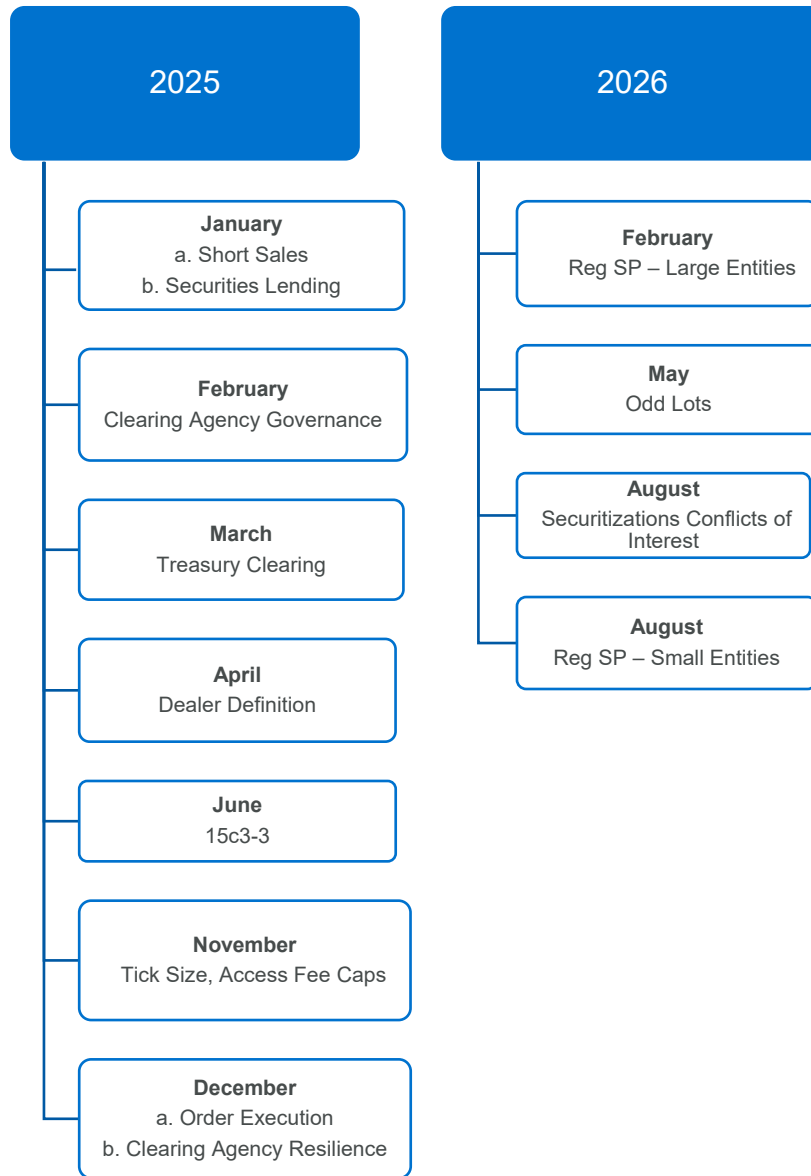 2025
January
a. Short Sales
b. Securities Lending
February
Clearing Agency Governance
March
Treasury Clearing
April
Dealer Definition
June
15c3-3
November
Tick Size, Access Fee Caps
December
a. Order Execution
b. Clearing Agency Resilience
2026
February
Reg SP – Large Entities
May
Odd Lots
August
Securitizations Conflicts of
Interest
August
Reg SP – Small Entities